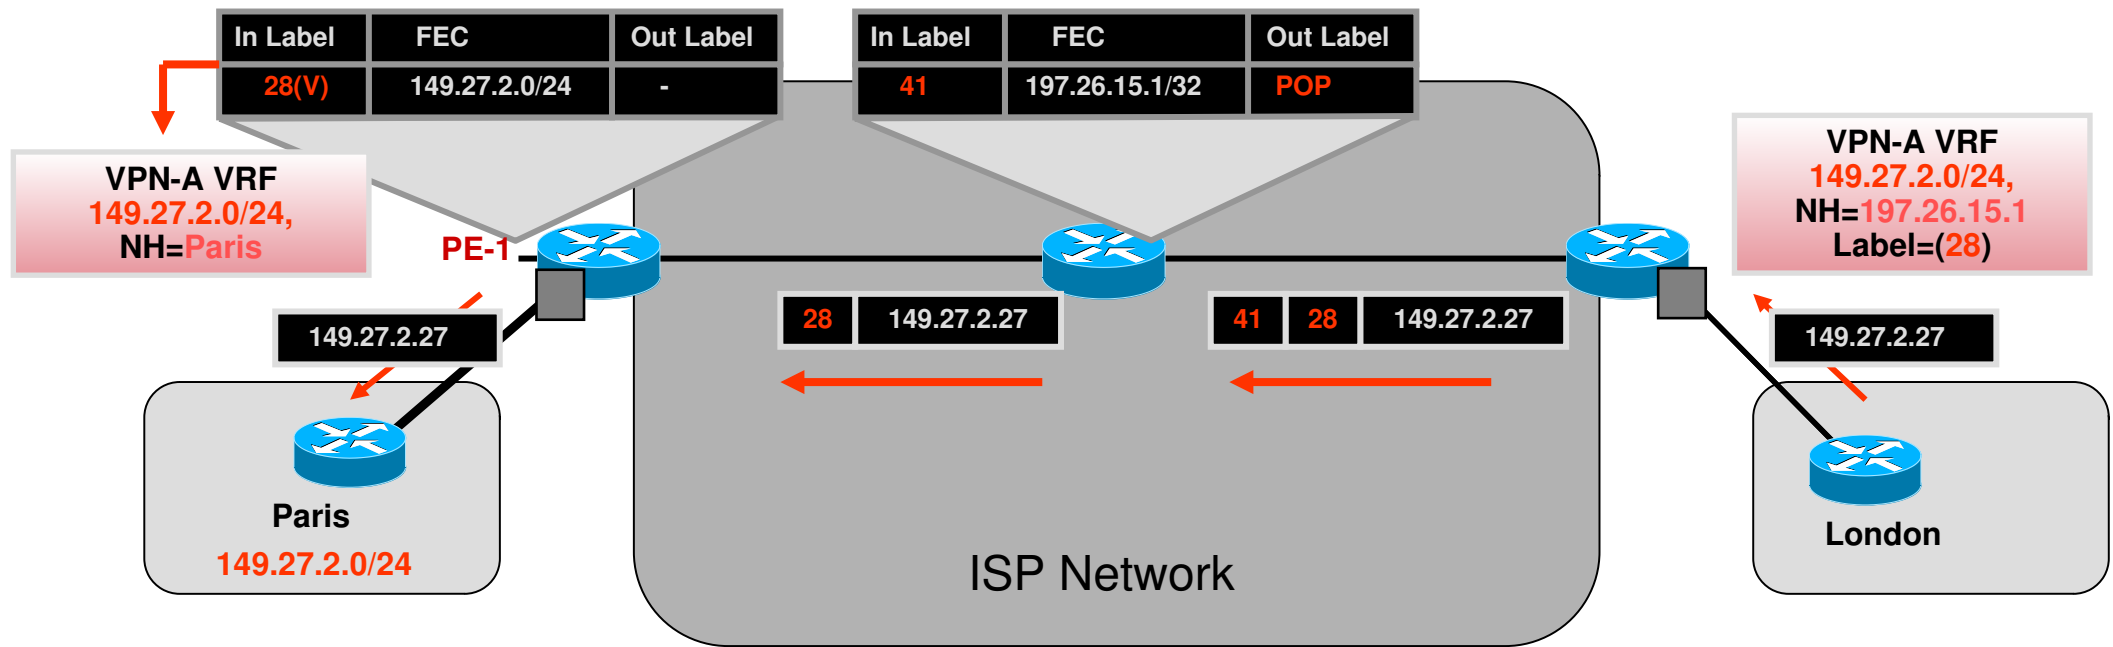 In Label FEC Out Label
28(V) 149.27.2.0/24 -
In Label FEC Out Label
41 197.26.15.1/32 POP
VPN-A VRF
149.27.2.0/24,
NH=Paris
VPN-A VRF
149.27.2.0/24,
NH=197.26.15.1
Label=(28)
PE-1
149.27.2.27
28 149.27.2.27
41 28 149.27.2.27
149.27.2.27
Paris
149.27.2.0/24
ISP Network
London